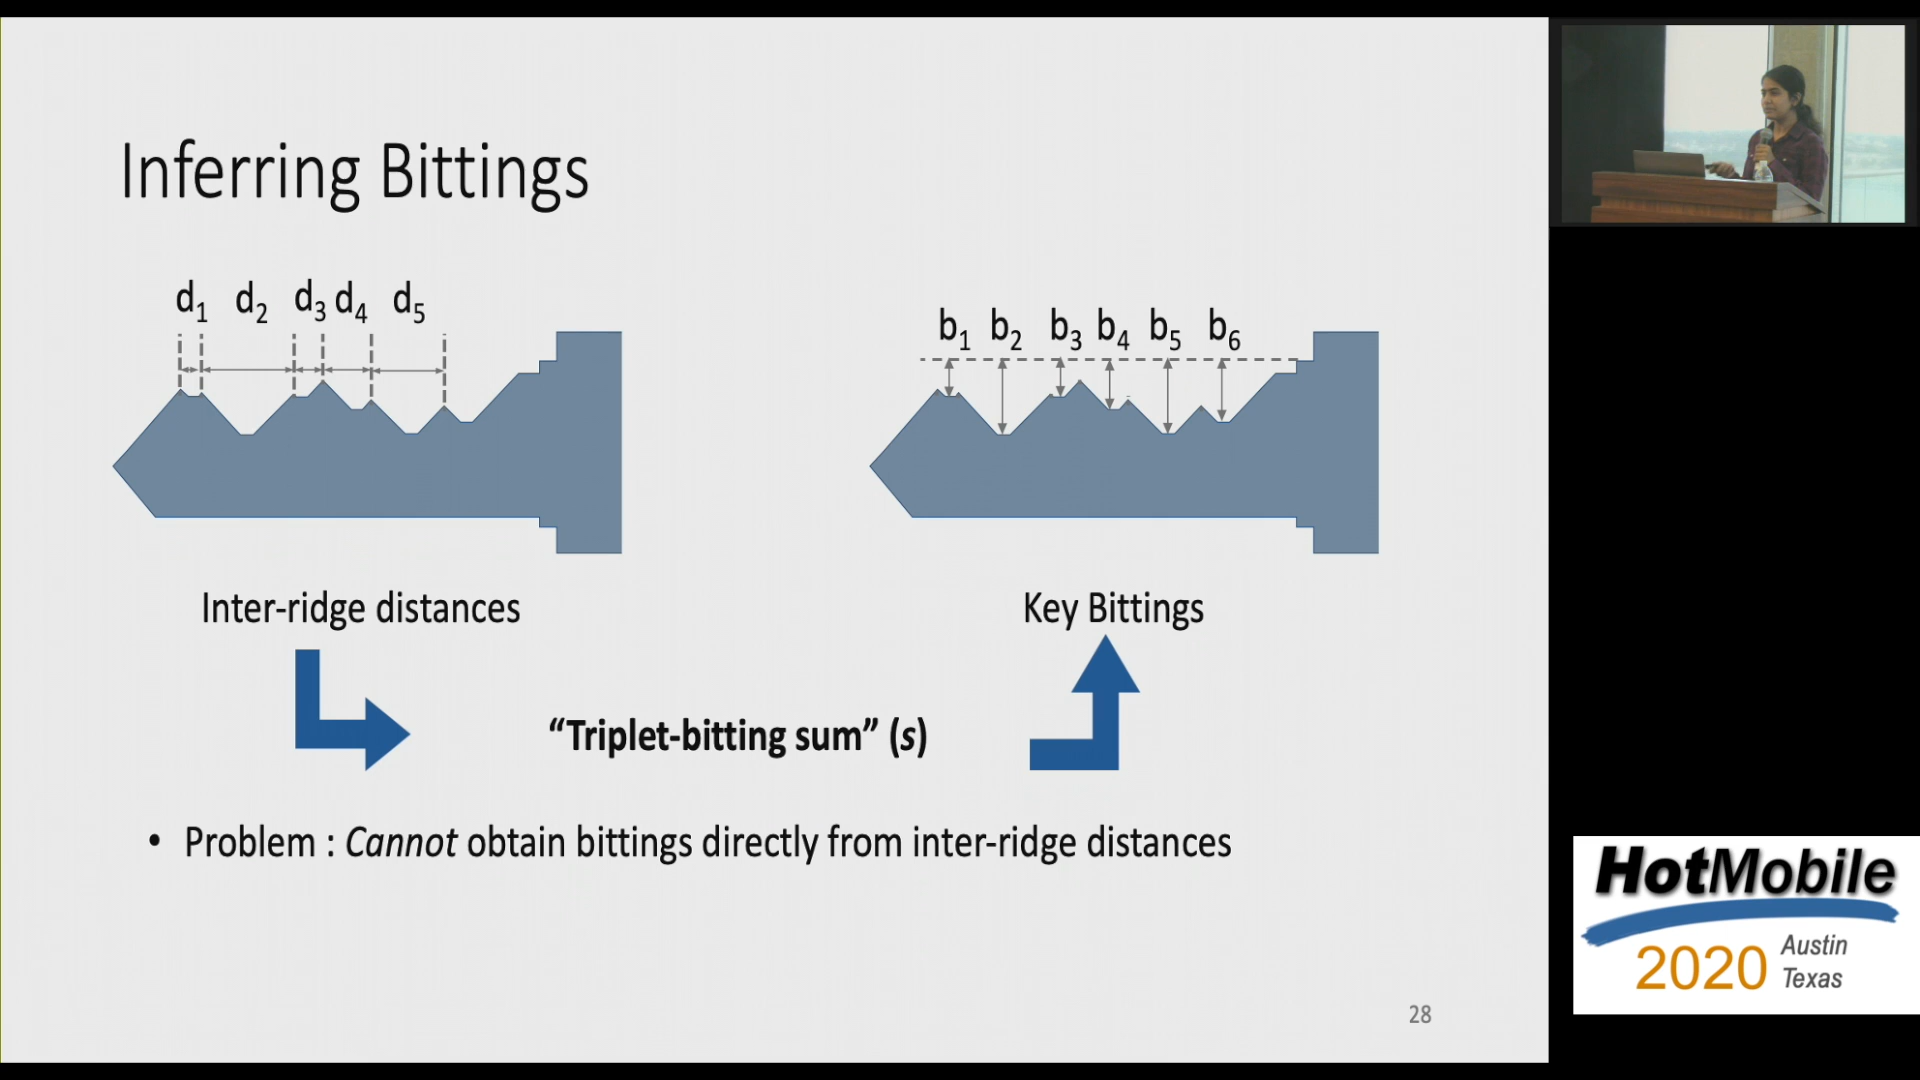 Inferring Bittings
d1 d2 d3 d4 d5
b1 b2 b3 b4 b5 b6
Inter-ridge distances
Key Bittings
“Triplet-bitting sum” (s)
• Problem : Cannot obtain bittings directly from inter-ridge distances
28
HotMobile
2020 Austin
Texas